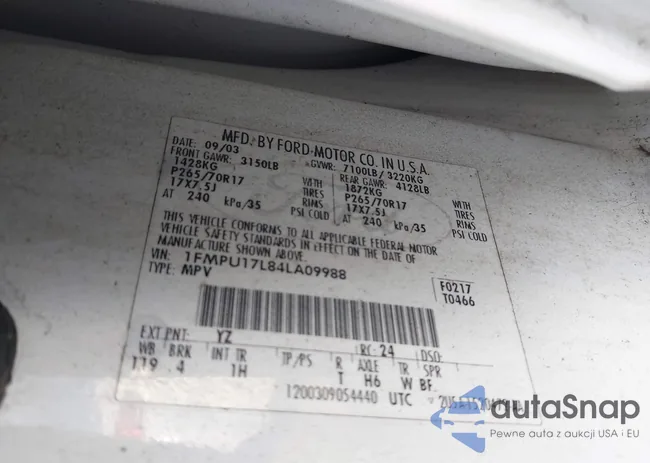 MFD. BY FORD-MOTOR CO. IN U.S.A.
DATE: 09/03 GVWR: 7100LB/ 3220KG
FRONT GAWR: 3150LB REAR GAWR: 4128LB
1428KG WITH 1872KG WITH
P265/70R17 TIRES P265/70R17 TIRES
17X7.5J RIMS 17X7.5J RIMS
AT 240 kPa/35 PSI COLD AT 240 kPa/35 PSI COLD
THIS VEHICLE CONFORMS TO ALL APPLICABLE FEDERAL MOTOR
VEHICLE SAFETY STANDARDS IN EFFECT ON THE DATE OF
MANUFACTURE SHOWN ABOVE.
VIN: 1FMPU17L84LA09988
TYPE: MPV
F0217
T0466
EXT PNT: YZ RC: 24 DSO:
WB BRK INT TR TP/PS R AXLE TR SPR
119 4 1H T H6 W BF
1200309054440 UTC
autoSnap
Pewne auta z aukcji USA i EU